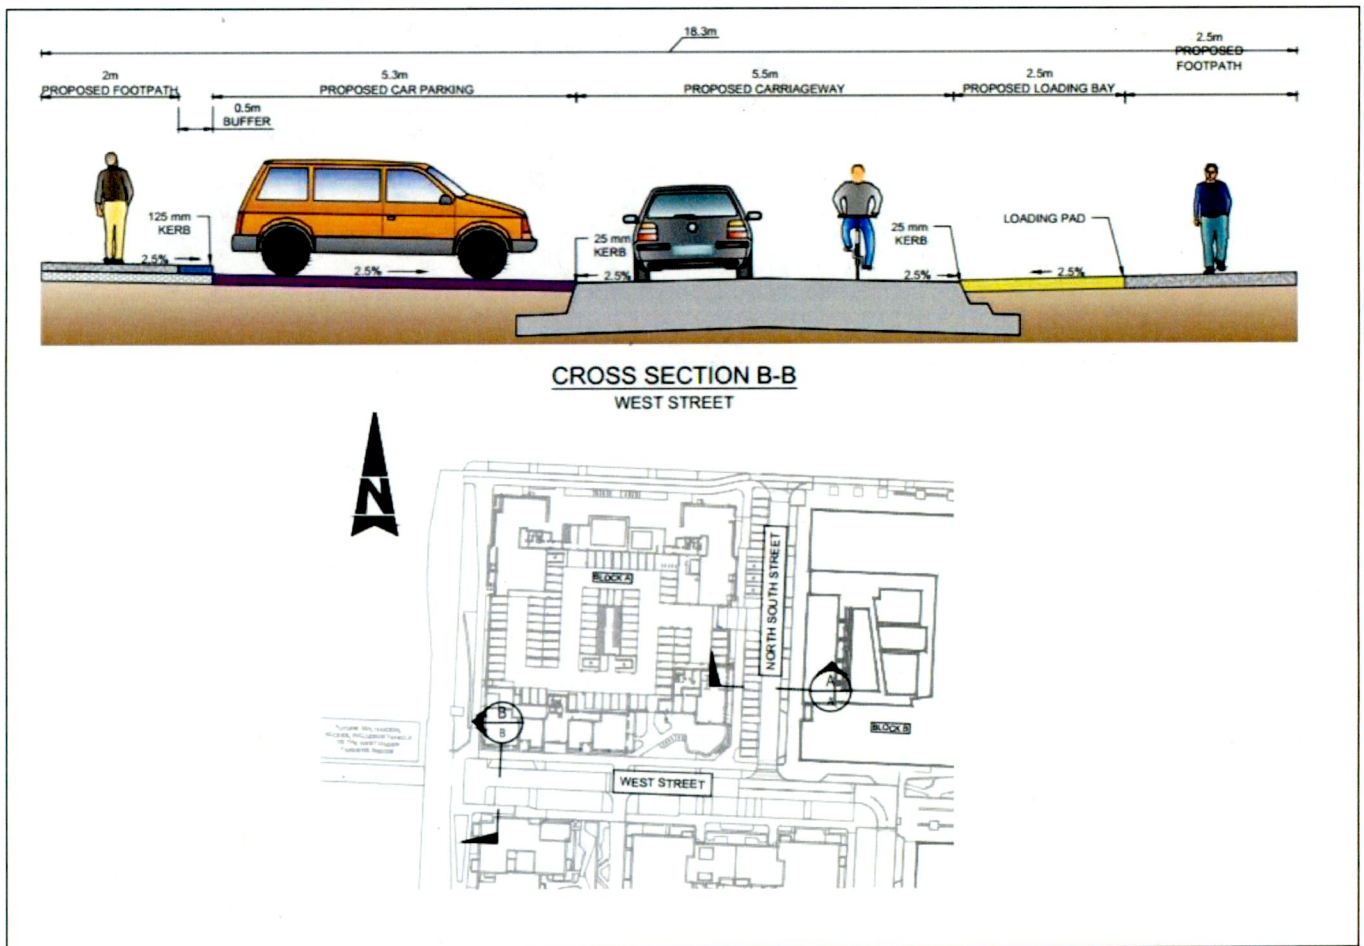 18.3m
2m
PROPOSED FOOTPATH
0.5m
BUFFER
5.3m
PROPOSED CAR PARKING
5.5m
PROPOSED CARRIAGEWAY
2.5m
PROPOSED LOADING BAY
2.5m
PROPOSED
FOOTPATH
125 mm
KERB
2.5%
2.5%
25 mm
KERB
2.5%
2.5%
25 mm
KERB
LOADING PAD
2.5%
CROSS SECTION B-B
WEST STREET
N
BLOCK A
NORTH SOUTH STREET
A
A
BLOCK B
B
B
WEST STREET